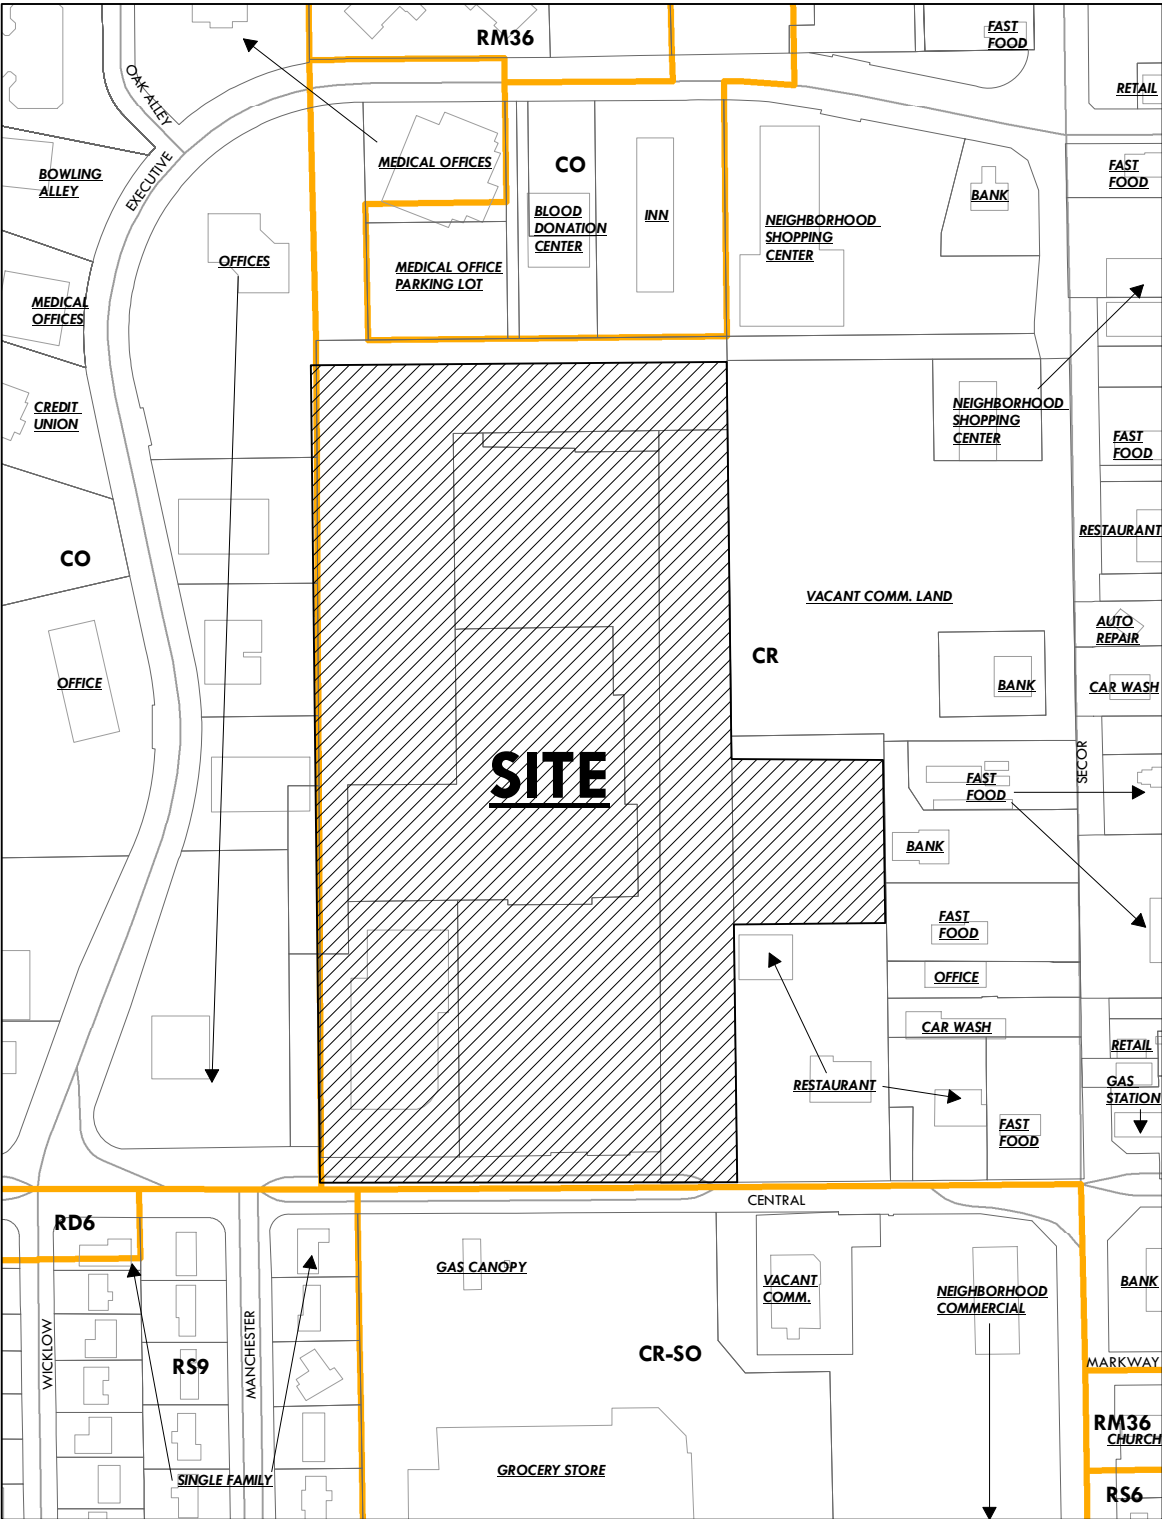 RM36
FAST
FOOD
OAK ALLEY
RETAIL
EXECUTIVE
BOWLING
ALLEY
MEDICAL OFFICES
CO
FAST
FOOD
BANK
BLOOD
DONATION
CENTER
INN
NEIGHBORHOOD
SHOPPING
CENTER
OFFICES
MEDICAL OFFICE
PARKING LOT
MEDICAL
OFFICES
CREDIT
UNION
NEIGHBORHOOD
SHOPPING
CENTER
FAST
FOOD
RESTAURANT
CO
VACANT COMM. LAND
AUTO
REPAIR
CR
OFFICE
BANK
CAR WASH
SITE
SECOR
FAST
FOOD
BANK
FAST
FOOD
OFFICE
CAR WASH
RETAIL
RESTAURANT
GAS
STATION
FAST
FOOD
CENTRAL
RD6
GAS CANOPY
VACANT
COMM.
NEIGHBORHOOD
COMMERCIAL
BANK
WICKLOW
MANCHESTER
RS9
CR-SO
MARKWAY
RM36
CHURCH
SINGLE FAMILY
GROCERY STORE
RS6